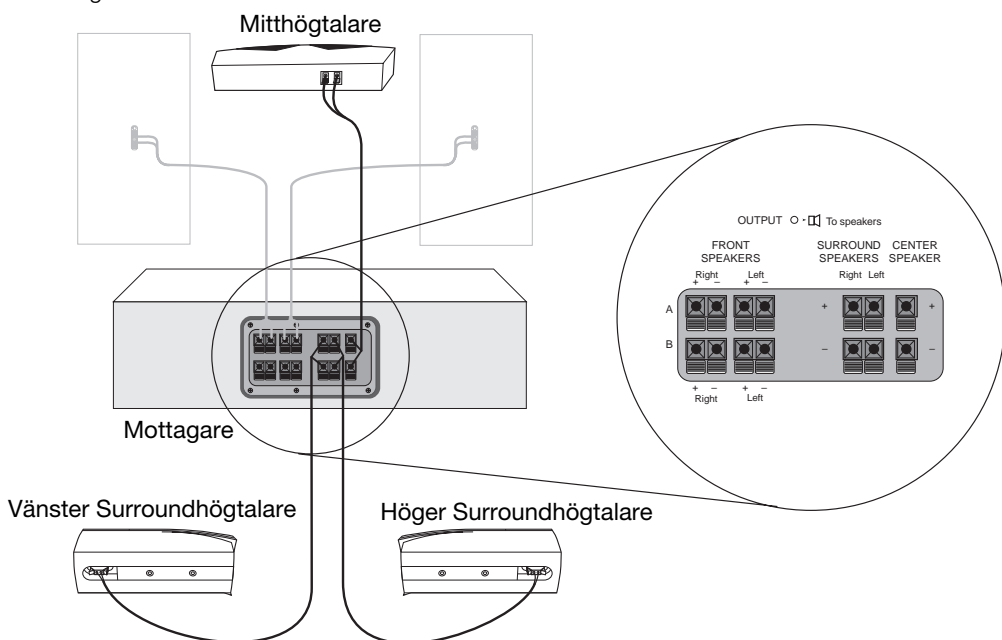 Mitthögtalare
OUTPUT To speakers
FRONT SPEAKERS
SURROUND SPEAKERS
CENTER SPEAKER
Right Left
+ – + –
Right Left
A
+ +
B
– –
+ – + –
Right Left
Mottagare
Vänster Surroundhögtalare
Höger Surroundhögtalare